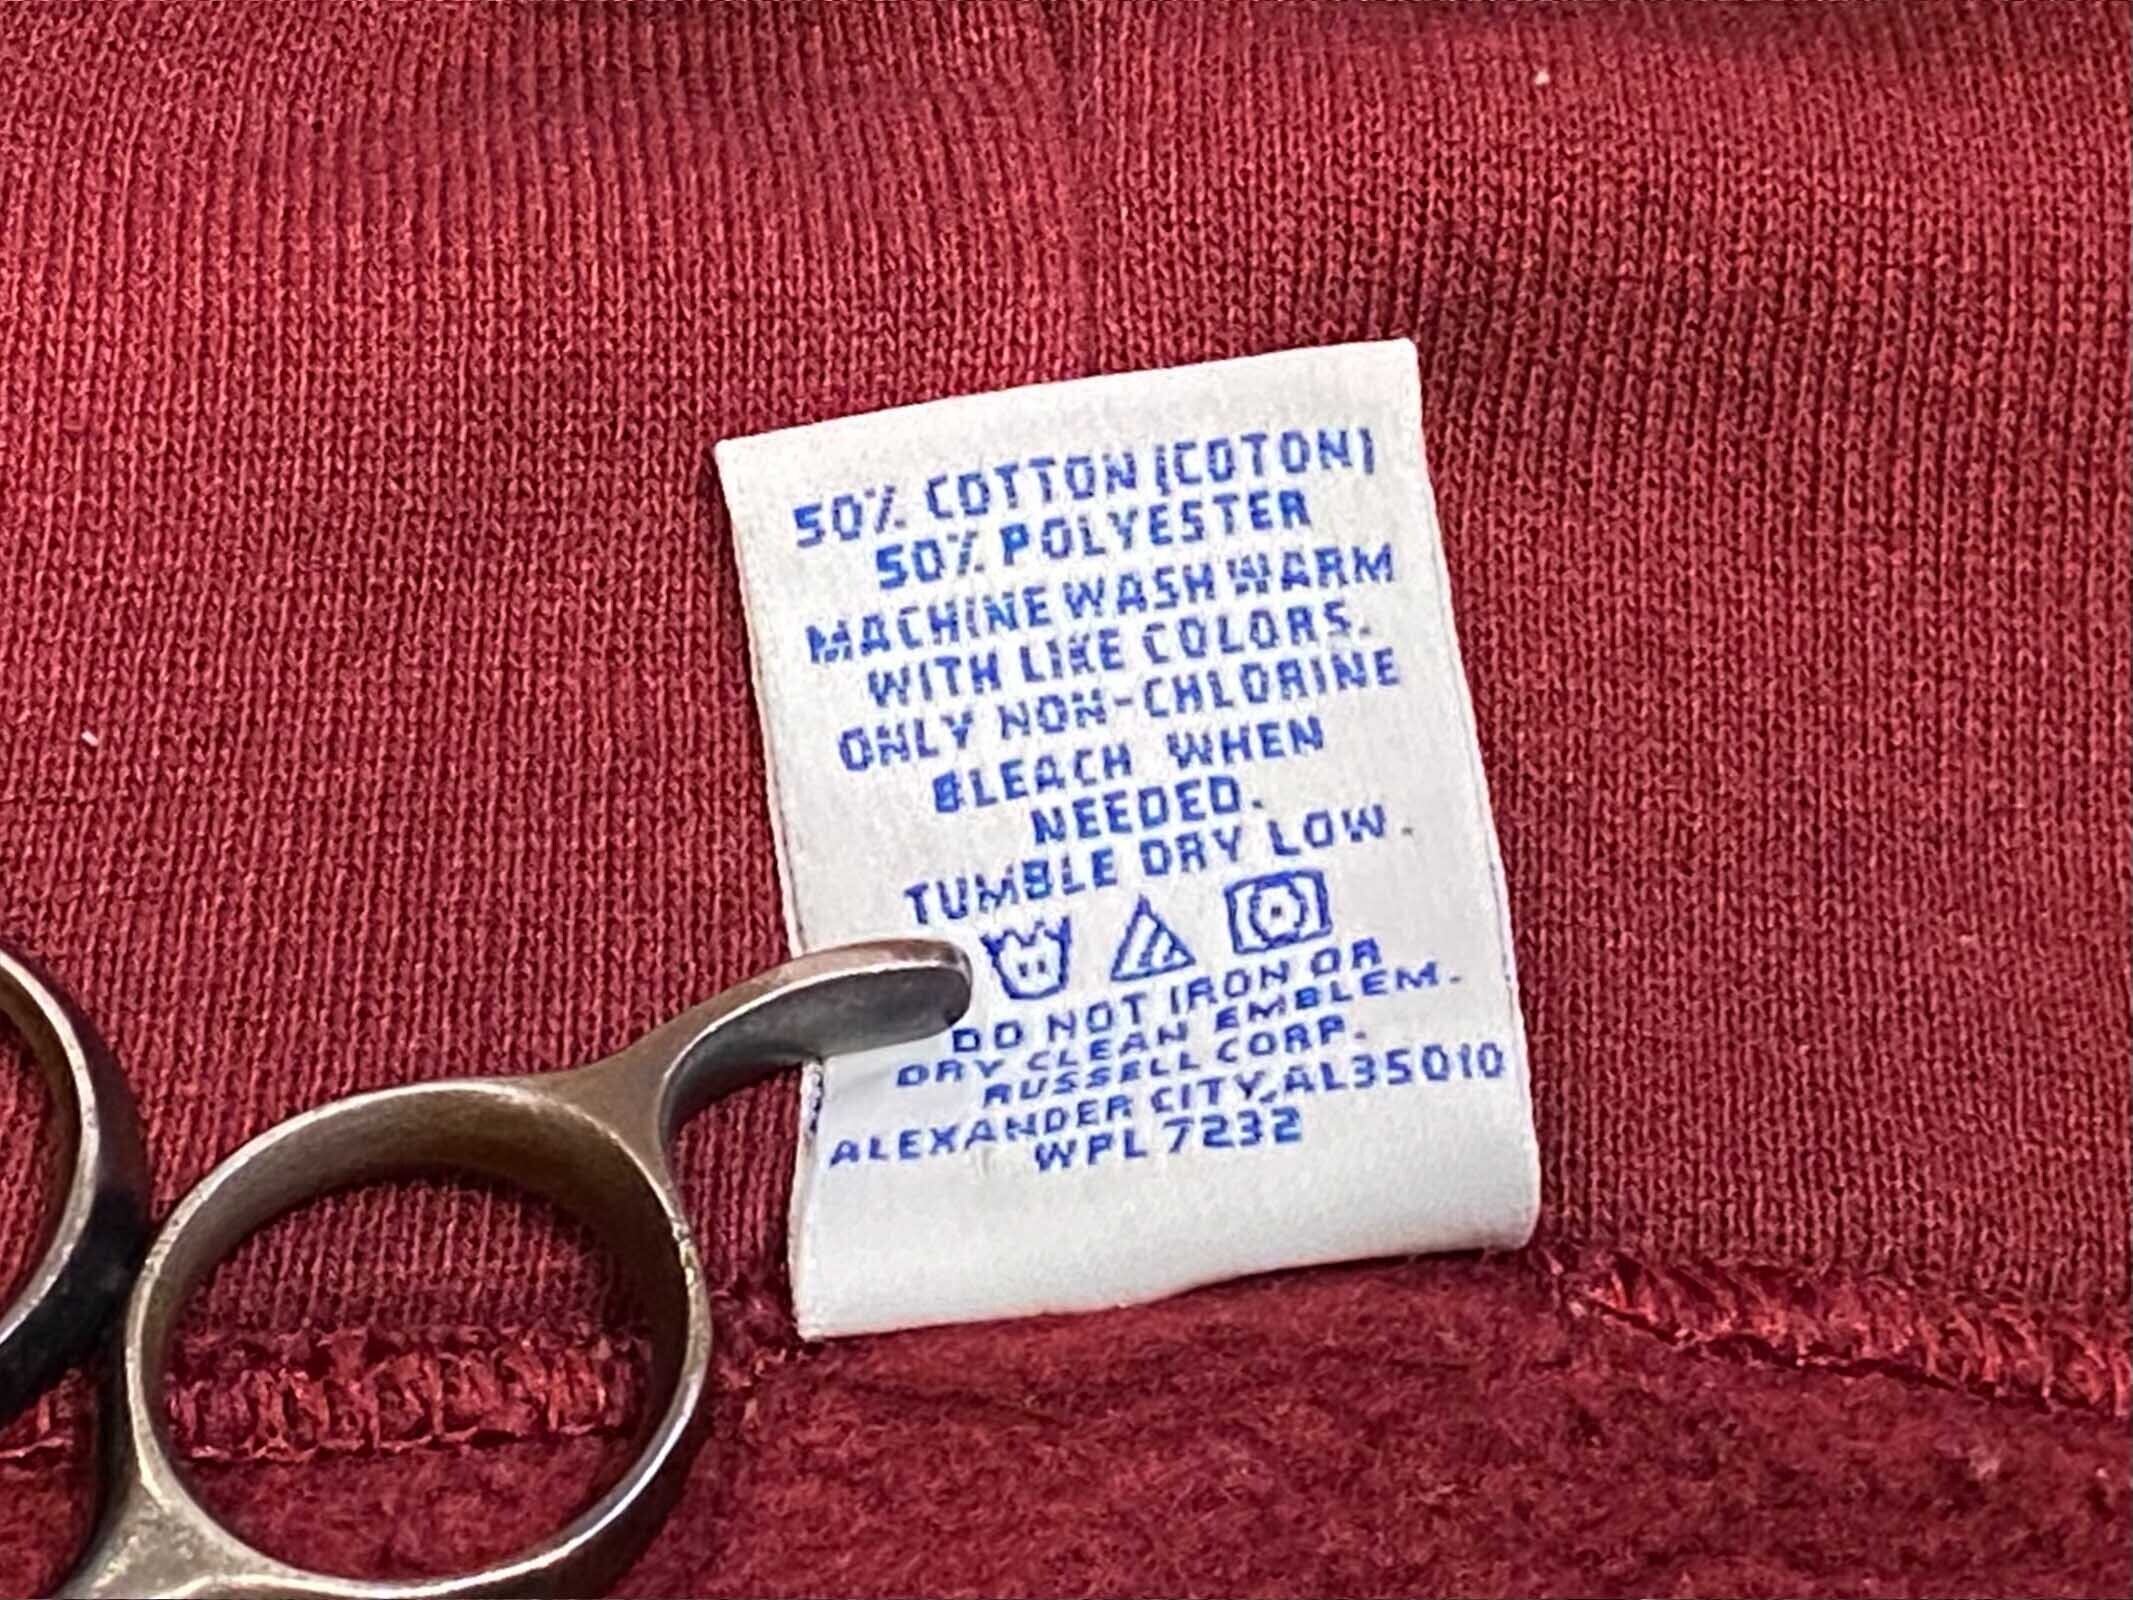 50% COTTON (COTON)
50% POLYESTER
MACHINE WASH WARM
WITH LIKE COLORS.
ONLY NON-CHLORINE
BLEACH WHEN
NEEDED.
TUMBLE DRY LOW.
DO NOT IRON OR
DRY CLEAN EMBLEM.
RUSSELL CORP.
ALEXANDER CITY, AL 35010
WPL 7232